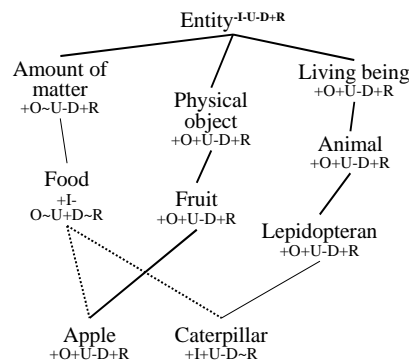 Entity-I-U-D+R
Amount of
matter
+O~U-D+R
Physical
object
+O+U-D+R
Living being
+O+U-D+R
Animal
+O+U-D+R
Food
+I-
O~U+D~R
Fruit
+O+U-D+R
Lepidopteran
+O+U-D+R
Apple
+O+U-D+R
Caterpillar
+I+U-D~R